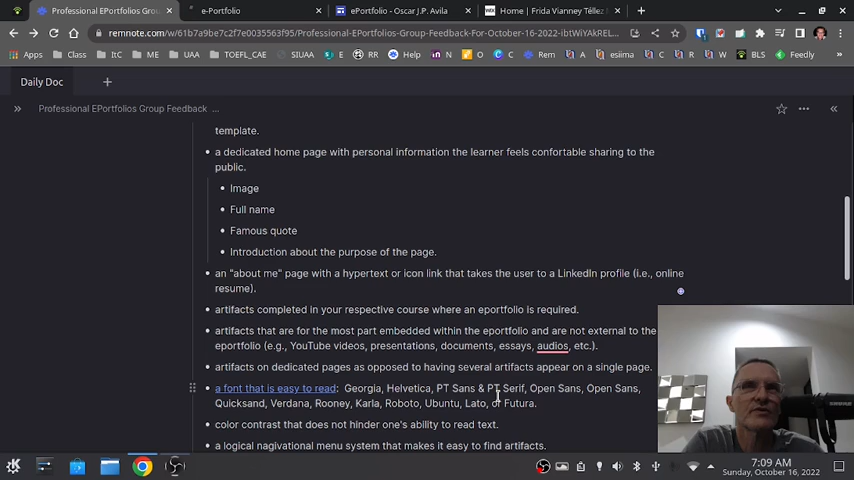 Professional EPortfolios Grou
e-Portfolio
ePortfolio - Oscar J.P. Avila
Home | Frida Vianney Téllez
remnote.com/w/61b7a9be7c2f7e0035563f95/Professional-EPortfolios-Group-Feedback-For-October-16-2022-ibtWiYAkREL...
Apps
Class
ItC
ME
UAA
TOEFL_CAE
SIUAA
E
RR
Help
N
O
C
G
R
esiima
L
R
W
BLS
Feedly
Daily Doc
Professional EPortfolios Group Feedback ...
template.
a dedicated home page with personal information the learner feels confortable sharing to the
public.
Image
Full name
Famous quote
Introduction about the purpose of the page.
an "about me" page with a hypertext or icon link that takes the user to a LinkedIn profile (i.e., online
resume).
artifacts completed in your respective course where an eportfolio is required.
artifacts that are for the most part embedded within the eportfolio and are not external to the
eportfolio (e.g., YouTube videos, presentations, documents, essays, audios, etc.).
artifacts on dedicated pages as opposed to having several artifacts appear on a single page.
a font that is easy to read: Georgia, Helvetica, PT Sans & PT Serif, Open Sans, Open Sans,
Quicksand, Verdana, Rooney, Karla, Roboto, Ubuntu, Lato, or Futura.
color contrast that does not hinder one's ability to read text.
a logical nagivational menu system that makes it easy to find artifacts.
7:09 AM
Sunday, October 16, 2022